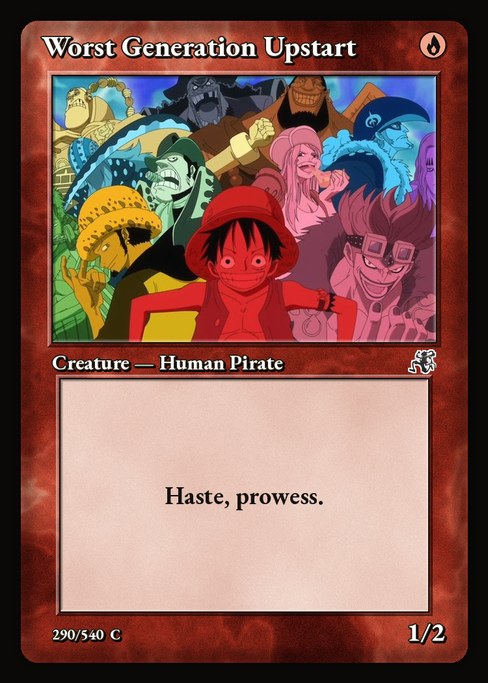 Worst Generation Upstart
Creature — Human Pirate
Haste, prowess.
290/540 C
1/2